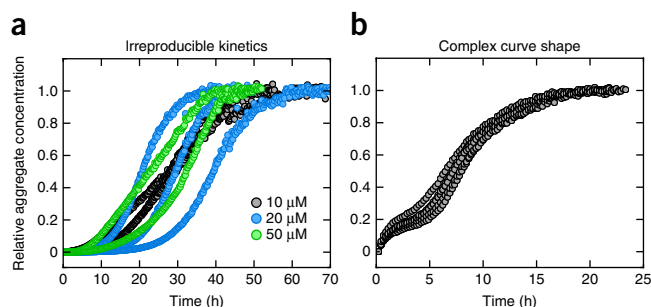 a
Irreproducible kinetics
Relative aggregate concentration
1.0
0.8
0.6
0.4
0.2
0
0 10 20 30 40 50 60 70
Time (h)
10 μM
20 μM
50 μM
b
Complex curve shape
1.0
0.8
0.6
0.4
0.2
0
0 5 10 15 20 25
Time (h)